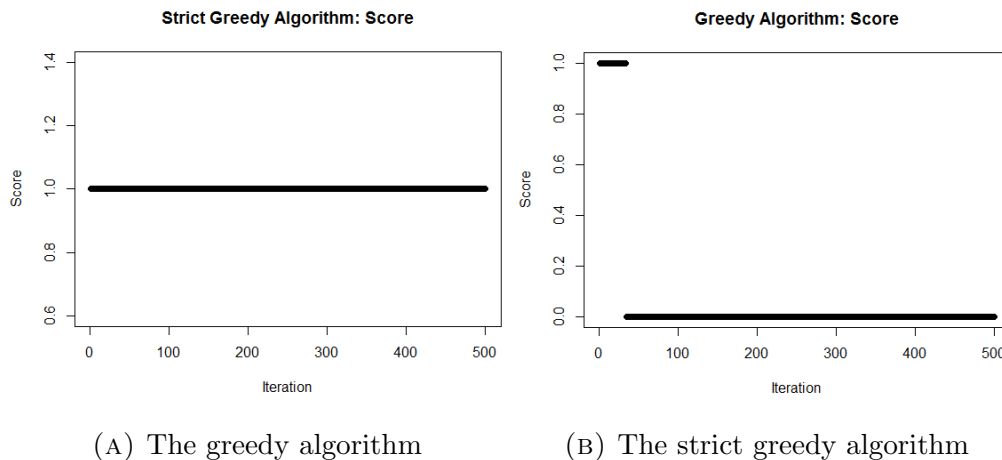 Strict Greedy Algorithm: Score
1.4
1.2
1.0
0.8
0.6
Score
0 100 200 300 400 500
Iteration
(A) The greedy algorithm
Greedy Algorithm: Score
1.0
0.8
0.6
0.4
0.2
0.0
Score
0 100 200 300 400 500
Iteration
(B) The strict greedy algorithm